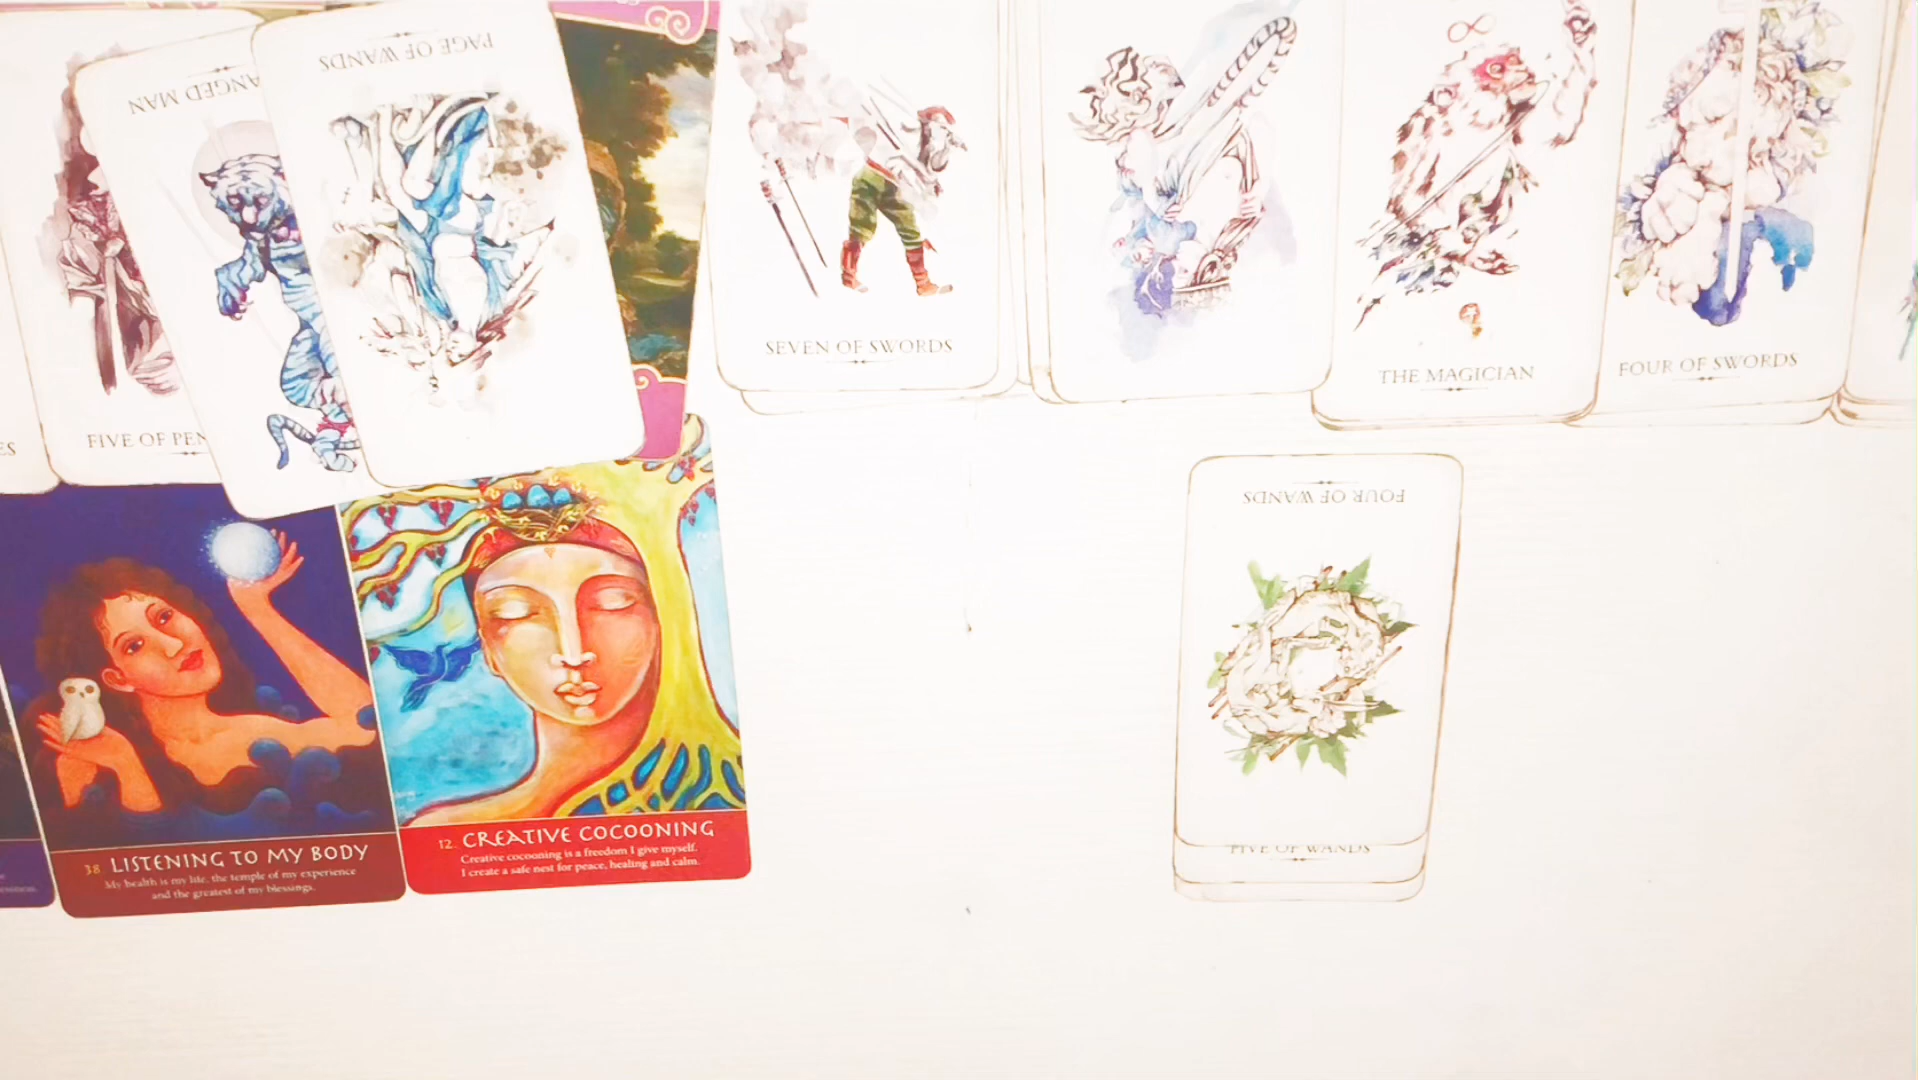 PAGE OF WANDS
ANGED MAN
SEVEN OF SWORDS
THE MAGICIAN
FOUR OF SWORDS
FIVE OF PEN
ES
FOUR OF WANDS
FIVE OF WANDS
38 LISTENING TO MY BODY
My health is my life, the temple of my experience
and the greatest of my blessings.
12 CREATIVE COCOONING
Creative cocooning is a freedom I give myself.
I create a safe nest for peace, healing and calm.